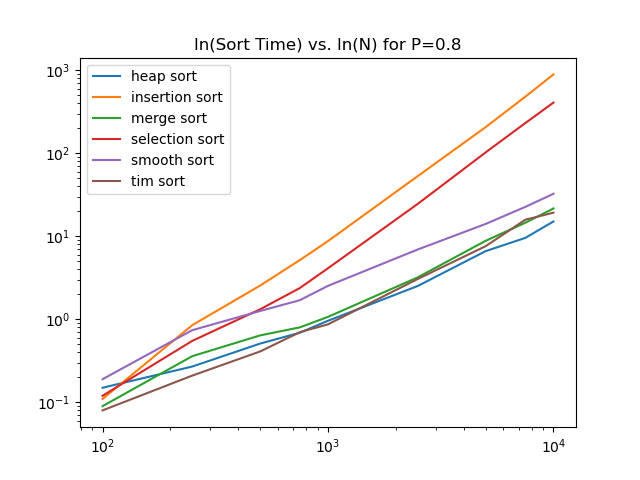 ln(Sort Time) vs. ln(N) for P=0.8
10³
10²
10¹
10⁰
10⁻¹
heap sort
insertion sort
merge sort
selection sort
smooth sort
tim sort
10² 10³ 10⁴